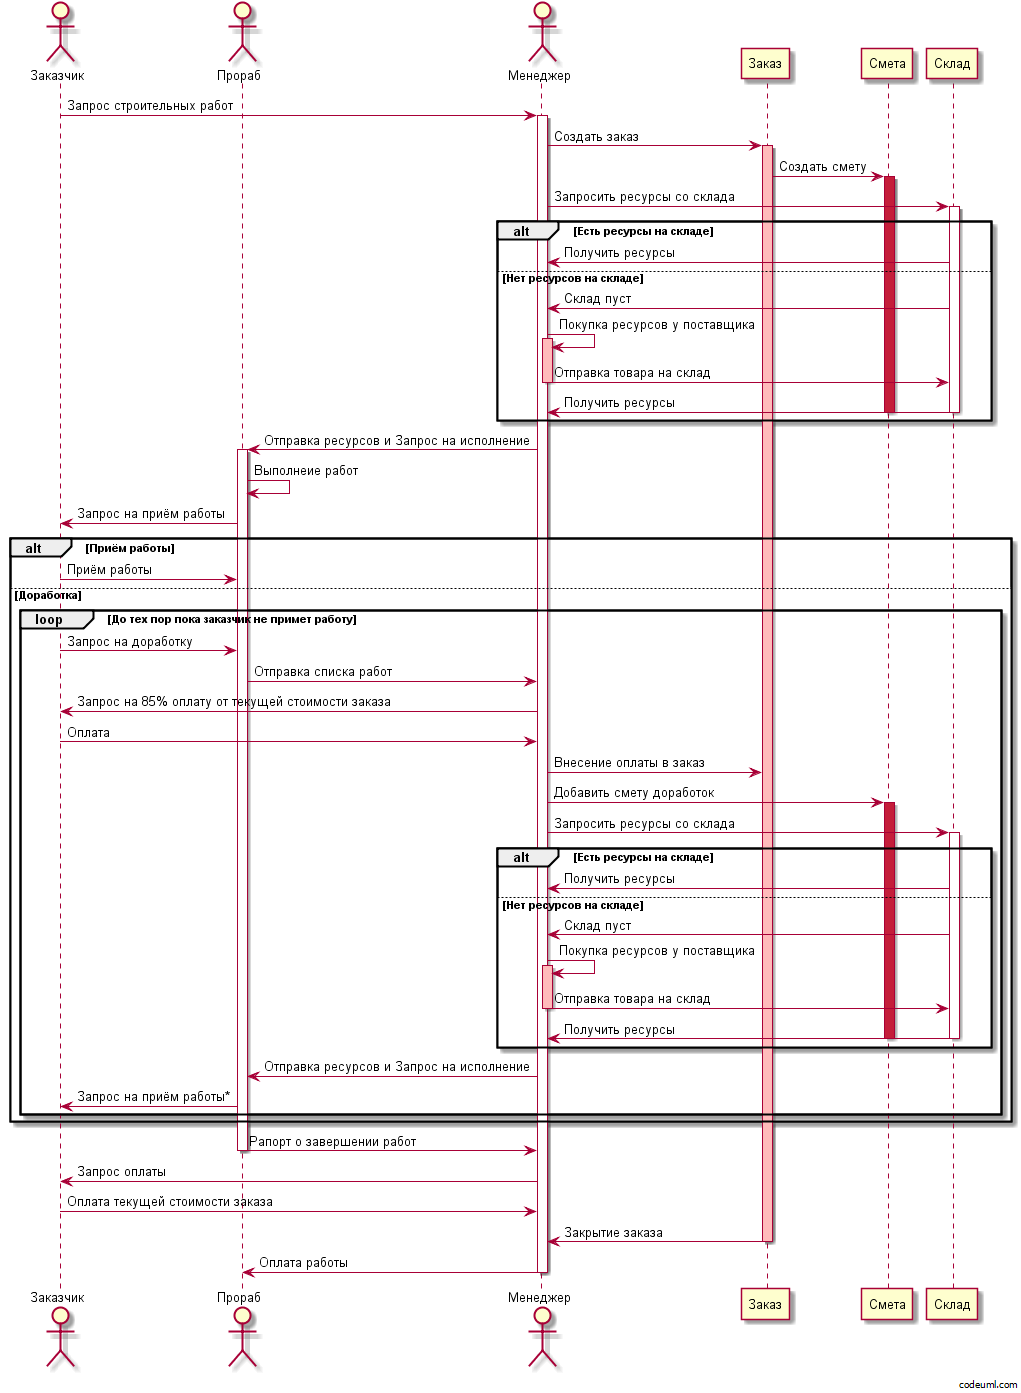 Заказчик
Прораб
Менеджер
Заказ
Смета
Склад
Запрос строительных работ
Создать заказ
Создать смету
Запросить ресурсы со склада
alt
[Есть ресурсы на складе]
Получить ресурсы
[Нет ресурсов на складе]
Склад пуст
Покупка ресурсов у поставщика
Отправка товара на склад
Получить ресурсы
Отправка ресурсов и Запрос на исполнение
Выполнеие работ
Запрос на приём работы
alt
[Приём работы]
Приём работы
[Доработка]
loop
[До тех пор пока заказчик не примет работу]
Запрос на доработку
Отправка списка работ
Запрос на 85% оплату от текущей стоимости заказа
Оплата
Внесение оплаты в заказ
Добавить смету доработок
Запросить ресурсы со склада
alt
[Есть ресурсы на складе]
Получить ресурсы
[Нет ресурсов на складе]
Склад пуст
Покупка ресурсов у поставщика
Отправка товара на склад
Получить ресурсы
Отправка ресурсов и Запрос на исполнение
Запрос на приём работы*
Рапорт о завершении работ
Запрос оплаты
Оплата текущей стоимости заказа
Закрытие заказа
Оплата работы
Заказчик
Прораб
Менеджер
Заказ
Смета
Склад
codeuml.com